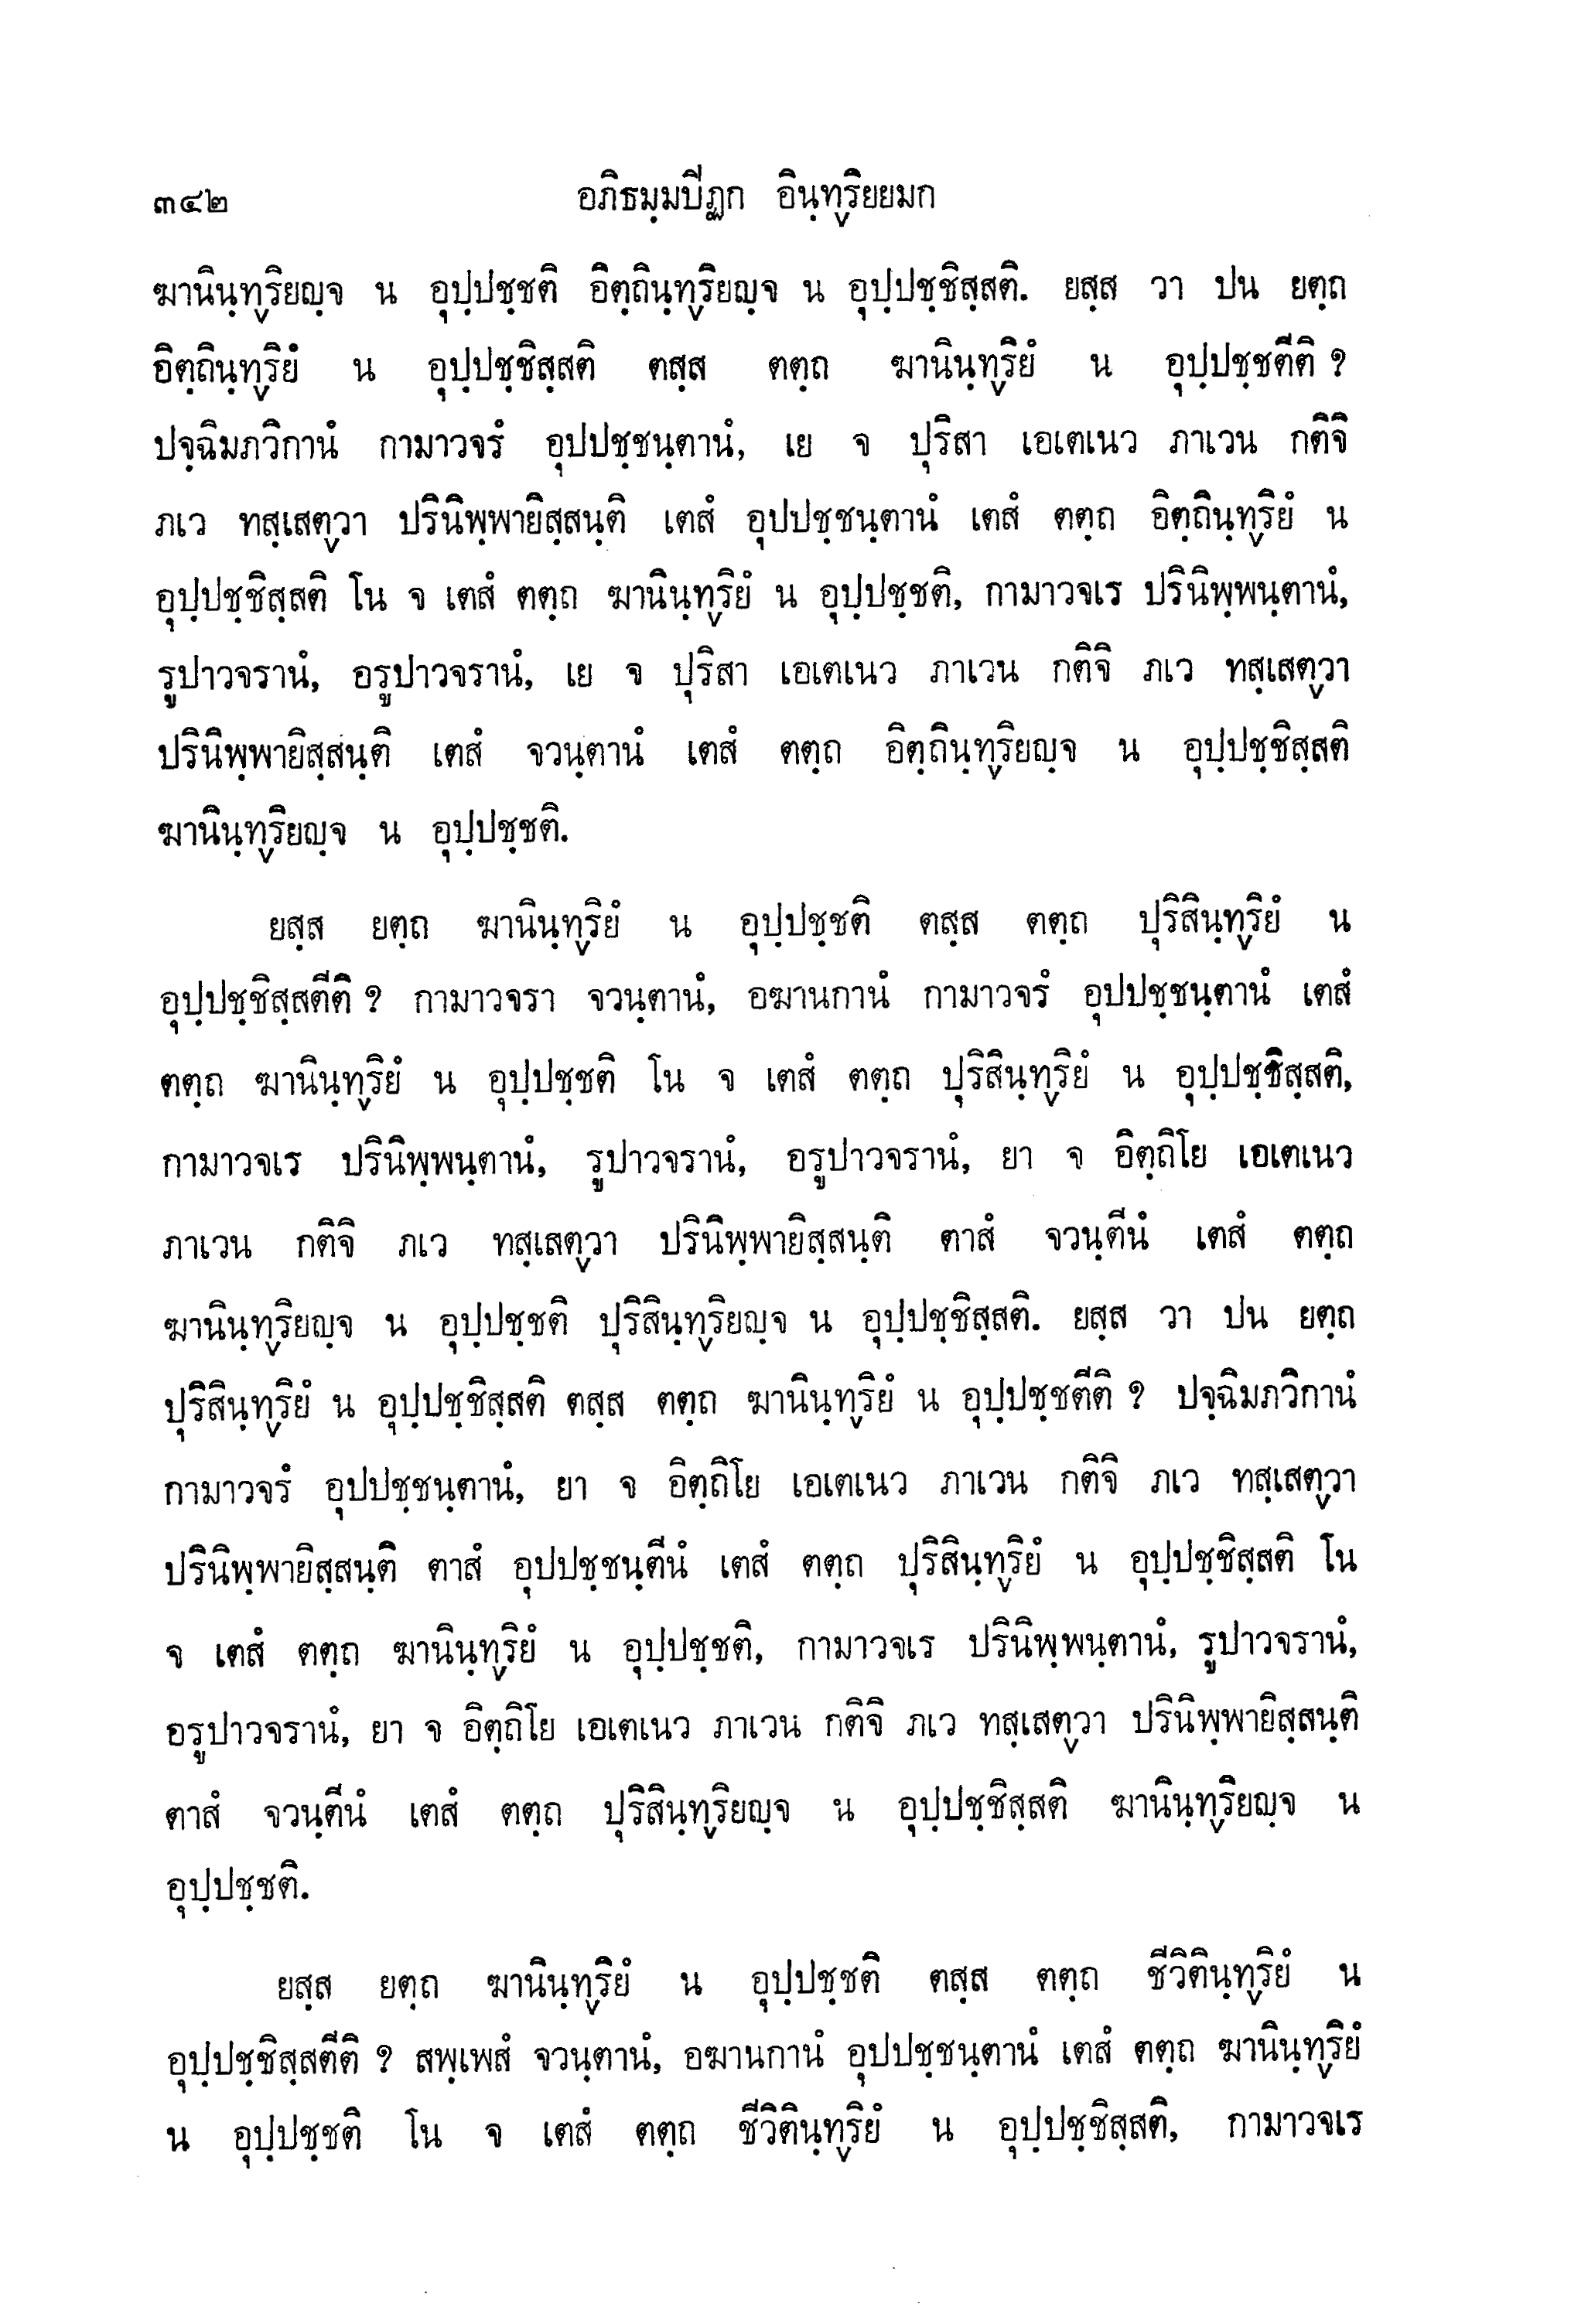 ๓๔๒ อภิธมฺมปีฏก อินฺทฺริยยมก
ฆานินฺทฺริยญฺจ น อุปฺปชฺชติ อิตฺถินฺทฺริยญฺจ น อุปฺปชฺชิสฺสติ. ยสฺส วา ปน ยตฺถ
อิตฺถินฺทฺริยํ น อุปฺปชฺชิสฺสติ ตสฺส ตตฺถ ฆานินฺทฺริยํ น อุปฺปชฺชตีติ ?
ปจฺฉิมภวิกานํ กามาวจรํ อุปปชฺชนฺตานํ, เย จ ปุริสา เอเตเนว ภาเวน กติจิ
ภเว ทสฺเสตฺวา ปรินิพฺพายิสฺสนฺติ เตสํ อุปปชฺชนฺตานํ เตสํ ตตฺถ อิตฺถินฺทฺริยํ น
อุปฺปชฺชิสฺสติ โน จ เตสํ ตตฺถ ฆานินฺทฺริยํ น อุปฺปชฺชติ, กามาวจเร ปรินิพฺพนฺตานํ,
รูปาวจรานํ, อรูปาวจรานํ, เย จ ปุริสา เอเตเนว ภาเวน กติจิ ภเว ทสฺเสตฺวา
ปรินิพฺพายิสฺสนฺติ เตสํ จวนฺตานํ เตสํ ตตฺถ อิตฺถินฺทฺริยญฺจ น อุปฺปชฺชิสฺสติ
ฆานินฺทฺริยญฺจ น อุปฺปชฺชติ.
ยสฺส ยตฺถ ฆานินฺทฺริยํ น อุปฺปชฺชติ ตสฺส ตตฺถ ปุริสินฺทฺริยํ น
อุปฺปชฺชิสฺสตีติ ? กามาวจรา จวนฺตานํ, อฆานกานํ กามาวจรํ อุปปชฺชนฺตานํ เตสํ
ตตฺถ ฆานินฺทฺริยํ น อุปฺปชฺชติ โน จ เตสํ ตตฺถ ปุริสินฺทฺริยํ น อุปฺปชฺชิสฺสติ,
กามาวจเร ปรินิพฺพนฺตานํ, รูปาวจรานํ, อรูปาวจรานํ, ยา จ อิตฺถิโย เอเตเนว
ภาเวน กติจิ ภเว ทสฺเสตฺวา ปรินิพฺพายิสฺสนฺติ ตาสํ จวนฺตีนํ เตสํ ตตฺถ
ฆานินฺทฺริยญฺจ น อุปฺปชฺชติ ปุริสินฺทฺริยญฺจ น อุปฺปชฺชิสฺสติ. ยสฺส วา ปน ยตฺถ
ปุริสินฺทฺริยํ น อุปฺปชฺชิสฺสติ ตสฺส ตตฺถ ฆานินฺทฺริยํ น อุปฺปชฺชตีติ ? ปจฺฉิมภวิกานํ
กามาวจรํ อุปปชฺชนฺตานํ, ยา จ อิตฺถิโย เอเตเนว ภาเวน กติจิ ภเว ทสฺเสตฺวา
ปรินิพฺพายิสฺสนฺติ ตาสํ อุปปชฺชนฺตีนํ เตสํ ตตฺถ ปุริสินฺทฺริยํ น อุปฺปชฺชิสฺสติ โน
จ เตสํ ตตฺถ ฆานินฺทฺริยํ น อุปฺปชฺชติ, กามาวจเร ปรินิพฺพนฺตานํ, รูปาวจรานํ,
อรูปาวจรานํ, ยา จ อิตฺถิโย เอเตเนว ภาเวน กติจิ ภเว ทสฺเสตฺวา ปรินิพฺพายิสฺสนฺติ
ตาสํ จวนฺตีนํ เตสํ ตตฺถ ปุริสินฺทฺริยญฺจ น อุปฺปชฺชิสฺสติ ฆานินฺทฺริยญฺจ น
อุปฺปชฺชติ.
ยสฺส ยตฺถ ฆานินฺทฺริยํ น อุปฺปชฺชติ ตสฺส ตตฺถ ชีวิตินฺทฺริยํ น
อุปฺปชฺชิสฺสตีติ ? สพฺเพสํ จวนฺตานํ, อฆานกานํ อุปปชฺชนฺตานํ เตสํ ตตฺถ ฆานินฺทฺริยํ
น อุปฺปชฺชติ โน จ เตสํ ตตฺถ ชีวิตินฺทฺริยํ น อุปฺปชฺชิสฺสติ, กามาวจเร